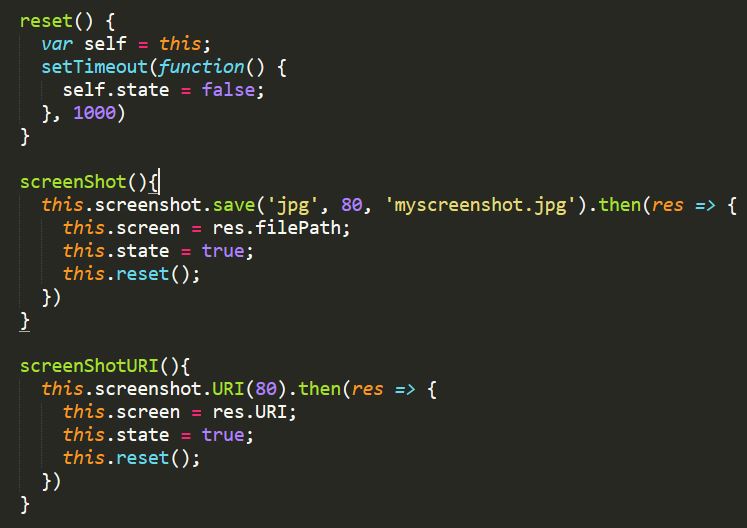 reset() {
  var self = this;
  setTimeout(function() {
    self.state = false;
  }, 1000)
}

screenShot(){
  this.screenshot.save('jpg', 80, 'myscreenshot.jpg').then(res => {
    this.screen = res.filePath;
    this.state = true;
    this.reset();
  })
}

screenShotURI(){
  this.screenshot.URI(80).then(res => {
    this.screen = res.URI;
    this.state = true;
    this.reset();
  })
}